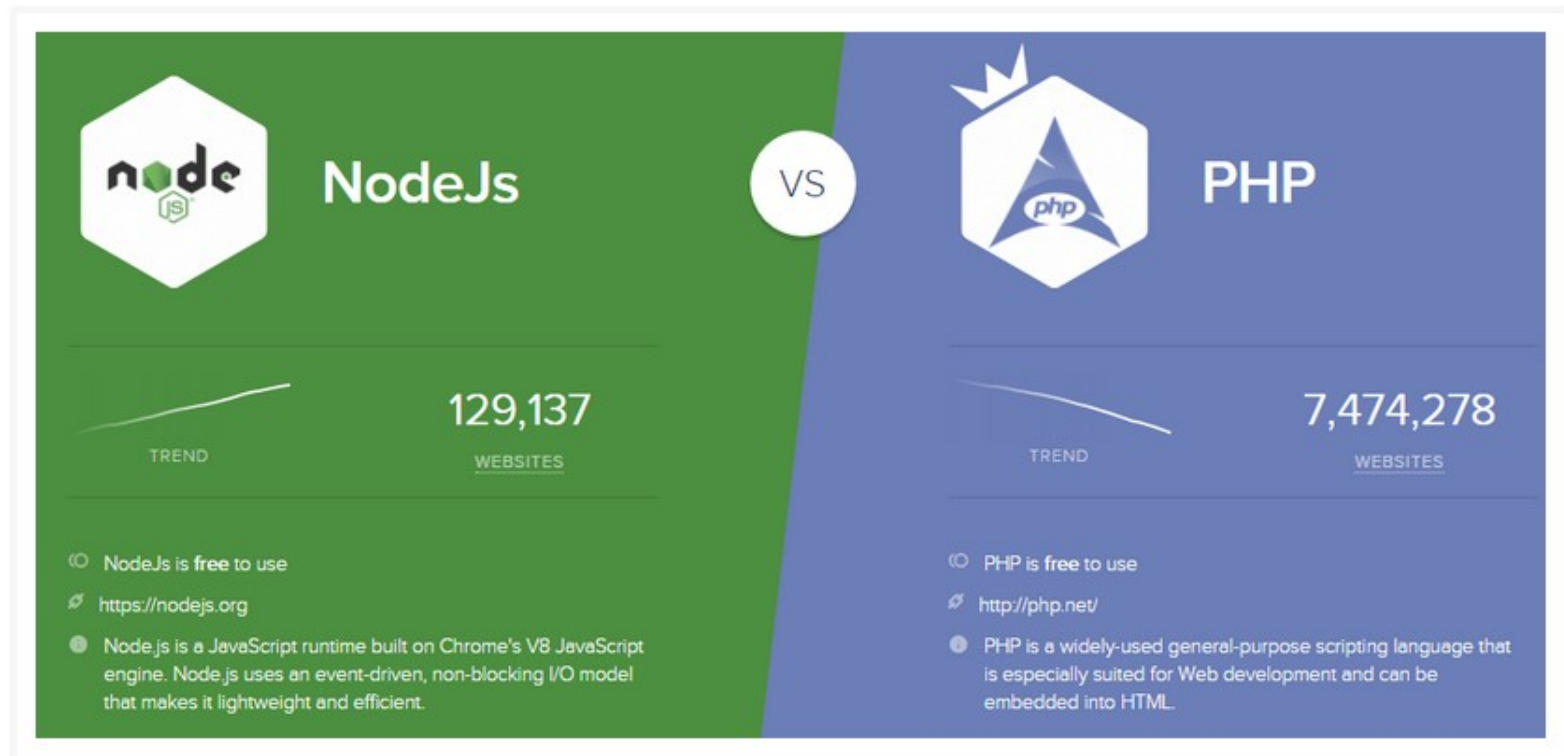 node
JS
NodeJs
VS
php
PHP
TREND
129,137
WEBSITES
TREND
7,474,278
WEBSITES
NodeJs is free to use
https://nodejs.org
Node.js is a JavaScript runtime built on Chrome's V8 JavaScript
engine. Node.js uses an event-driven, non-blocking I/O model
that makes it lightweight and efficient.
PHP is free to use
http://php.net/
PHP is a widely-used general-purpose scripting language that
is especially suited for Web development and can be
embedded into HTML.